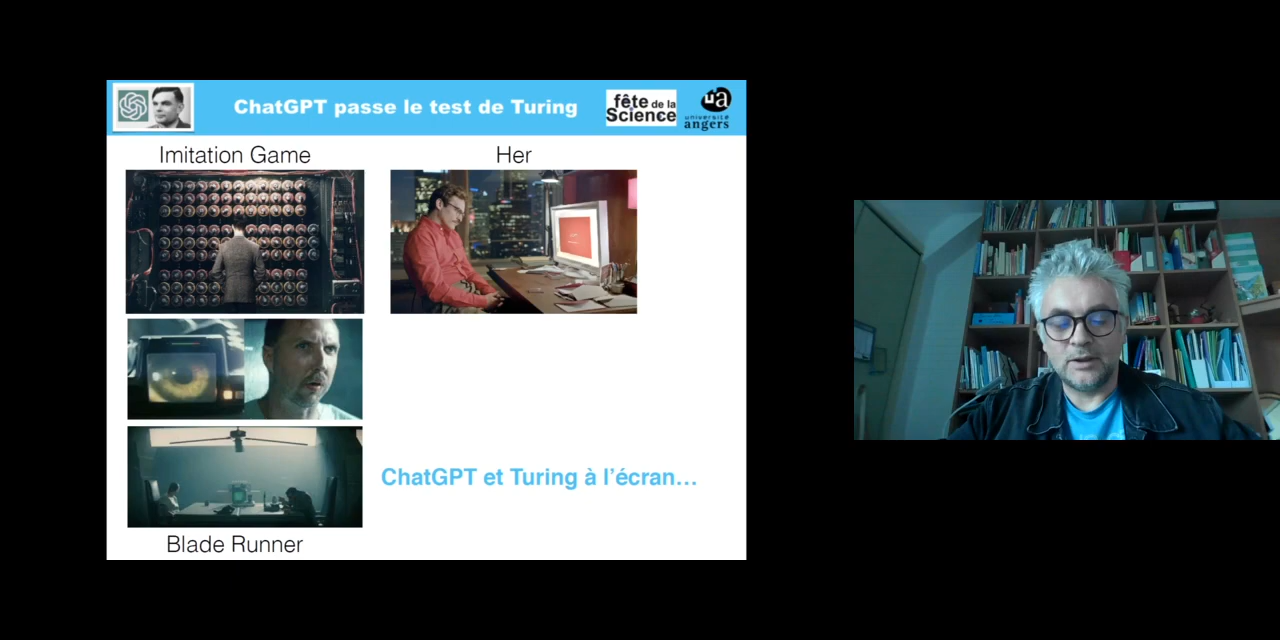 ChatGPT passe le test de Turing
fête de la
Science
ua
université
angers
Imitation Game
Her
ChatGPT et Turing à l'écran...
Blade Runner